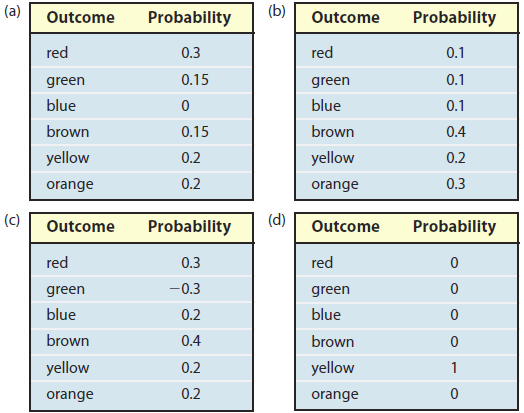 (a)
Outcome Probability
red 0.3
green 0.15
blue 0
brown 0.15
yellow 0.2
orange 0.2
(b)
Outcome Probability
red 0.1
green 0.1
blue 0.1
brown 0.4
yellow 0.2
orange 0.3
(c)
Outcome Probability
red 0.3
green −0.3
blue 0.2
brown 0.4
yellow 0.2
orange 0.2
(d)
Outcome Probability
red 0
green 0
blue 0
brown 0
yellow 1
orange 0